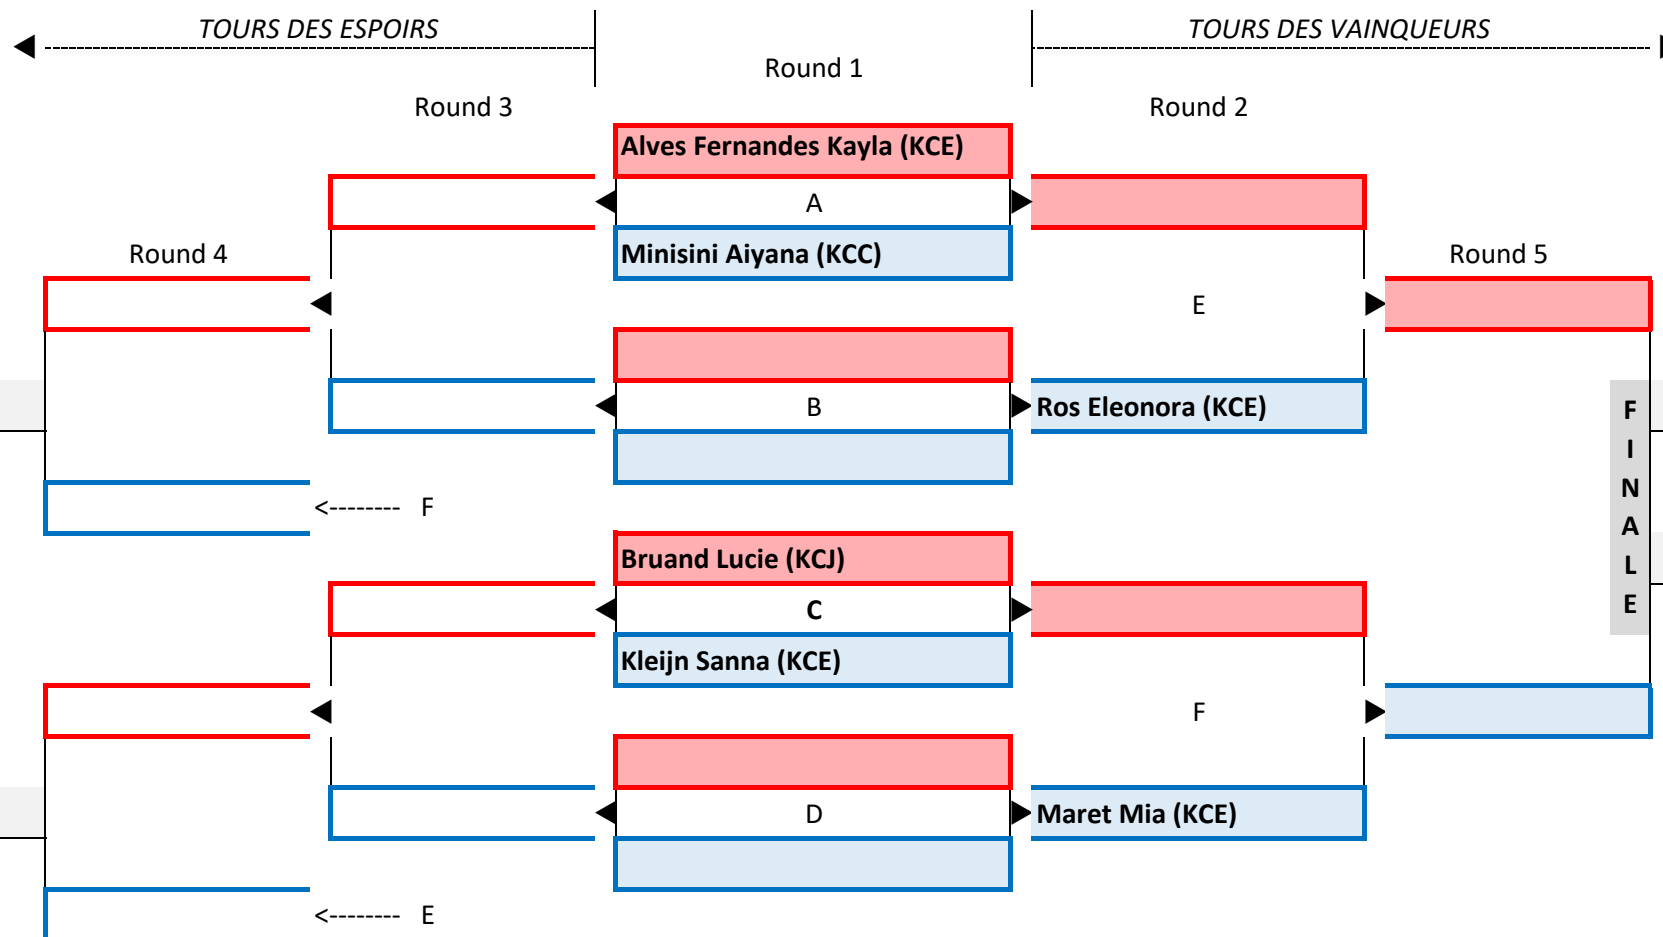 TOURS DES ESPOIRS
TOURS DES VAINQUEURS
Round 1
Round 3
Round 2
Alves Fernandes Kayla (KCE)
A
Minisini Aiyana (KCC)
Round 4
Round 5
E
B
Ros Eleonora (KCE)
<-------- F
Bruand Lucie (KCJ)
C
Kleijn Sanna (KCE)
F
D
Maret Mia (KCE)
<-------- E
F
I
N
A
L
E